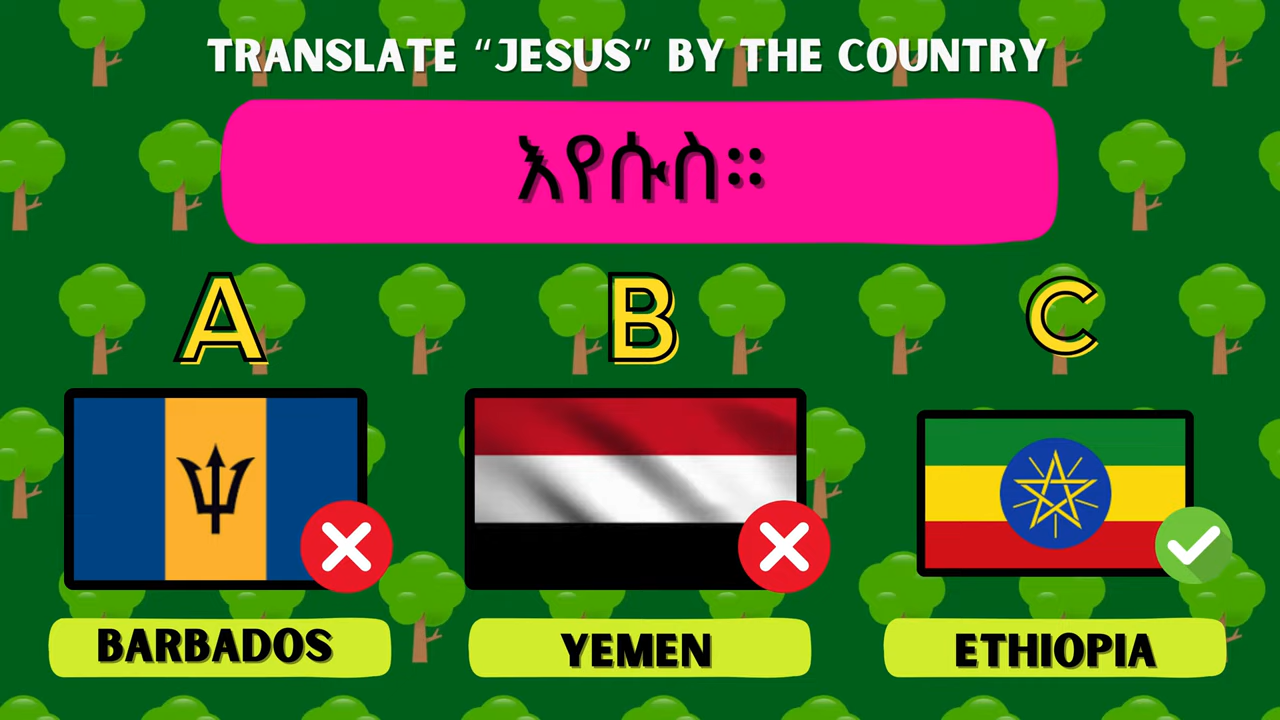 TRANSLATE “JESUS” BY THE COUNTRY
እየሱስ።
A
B
C
BARBADOS
YEMEN
ETHIOPIA